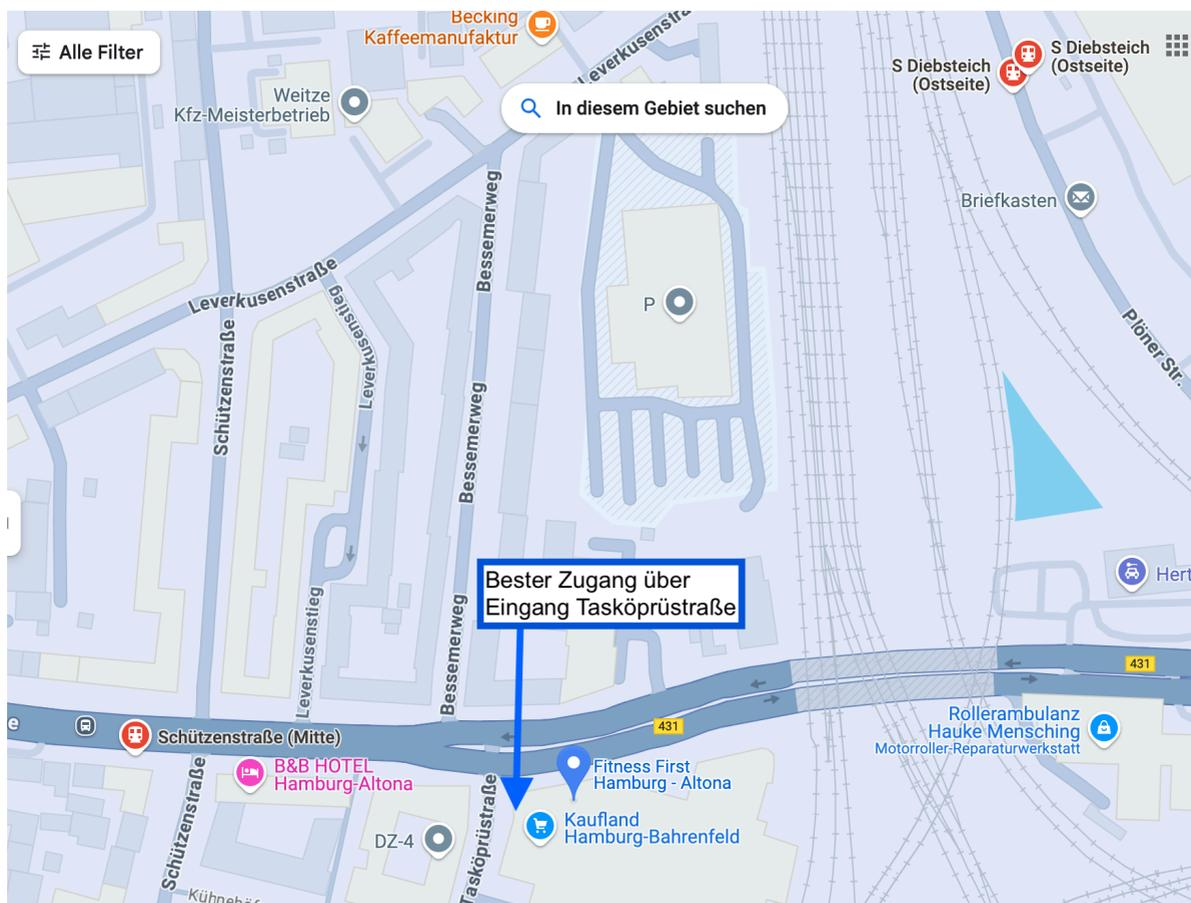 Becking
Kaffeemanufaktur
Leverkusenstra
Alle Filter
S Diebsteich
(Ostseite)
S Diebsteich
(Ostseite)
Weitze
Kfz-Meisterbetrieb
In diesem Gebiet suchen
Briefkasten
Bessemerweg
Leverkusenstraße
Leverkusenstieg
P
Plöner Str.
Schützenstraße
Leverkusenstieg
Bessemerweg
Bester Zugang über
Eingang Tasköprüstraße
Hert
Leverkusenstieg
Bessemerweg
431
e
Schützenstraße (Mitte)
431
Rollerambulanz
Hauke Mensching
Motorroller-Reparaturwerkstatt
B&B HOTEL
Hamburg-Altona
Fitness First
Hamburg - Altona
Schützenstraße
Tasköprüstraße
Kaufland
Hamburg-Bahrenfeld
DZ-4